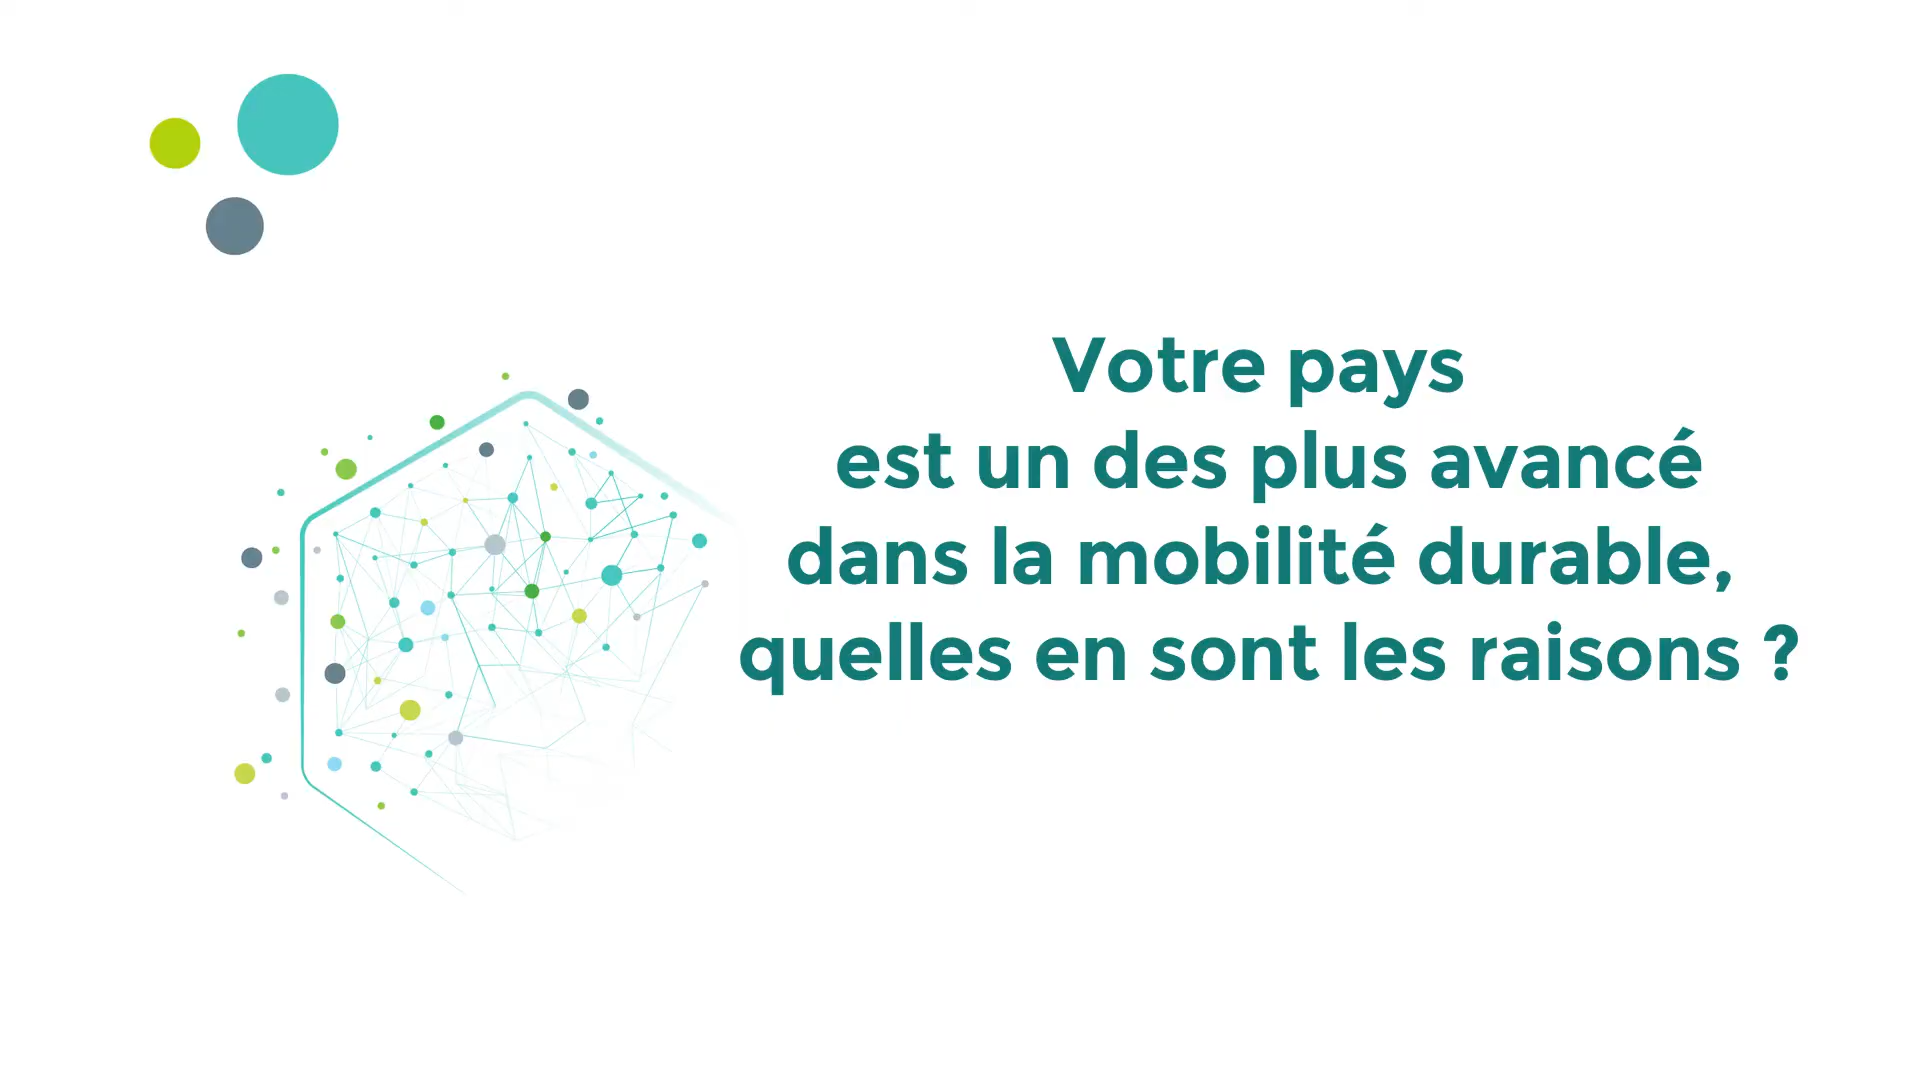 Votre pays
est un des plus avancé
dans la mobilité durable,
quelles en sont les raisons ?